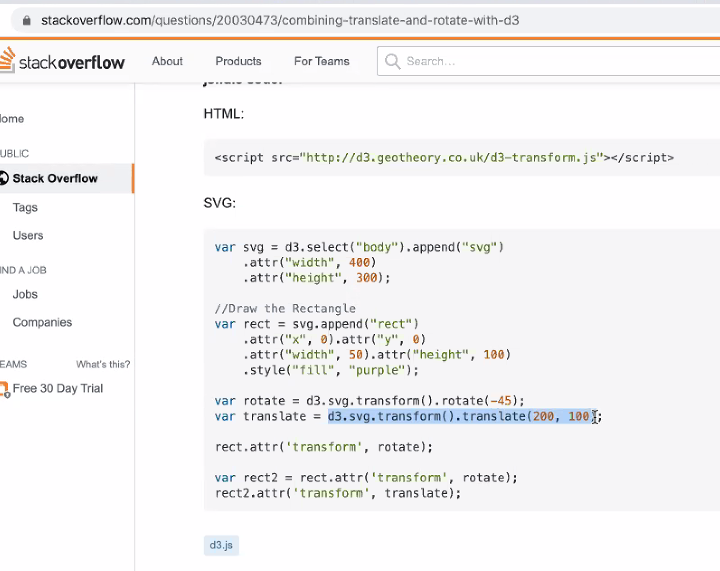 stackoverflow.com/questions/20030473/combining-translate-and-rotate-with-d3
stackoverflow
About
Products
For Teams
Search...
HTML:
<script src="http://d3.geotheory.co.uk/d3-transform.js"></script>
SVG:
ome
UBLIC
Stack Overflow
Tags
Users
IND A JOB
Jobs
Companies
EAMS
What's this?
Free 30 Day Trial
var svg = d3.select("body").append("svg")
    .attr("width", 400)
    .attr("height", 300);
//Draw the Rectangle
var rect = svg.append("rect")
    .attr("x", 0).attr("y", 0)
    .attr("width", 50).attr("height", 100)
    .style("fill", "purple");
var rotate = d3.svg.transform().rotate(-45);
var translate = d3.svg.transform().translate(200, 100);
rect.attr('transform', rotate);
var rect2 = rect.attr('transform', rotate);
rect2.attr('transform', translate);
d3.js